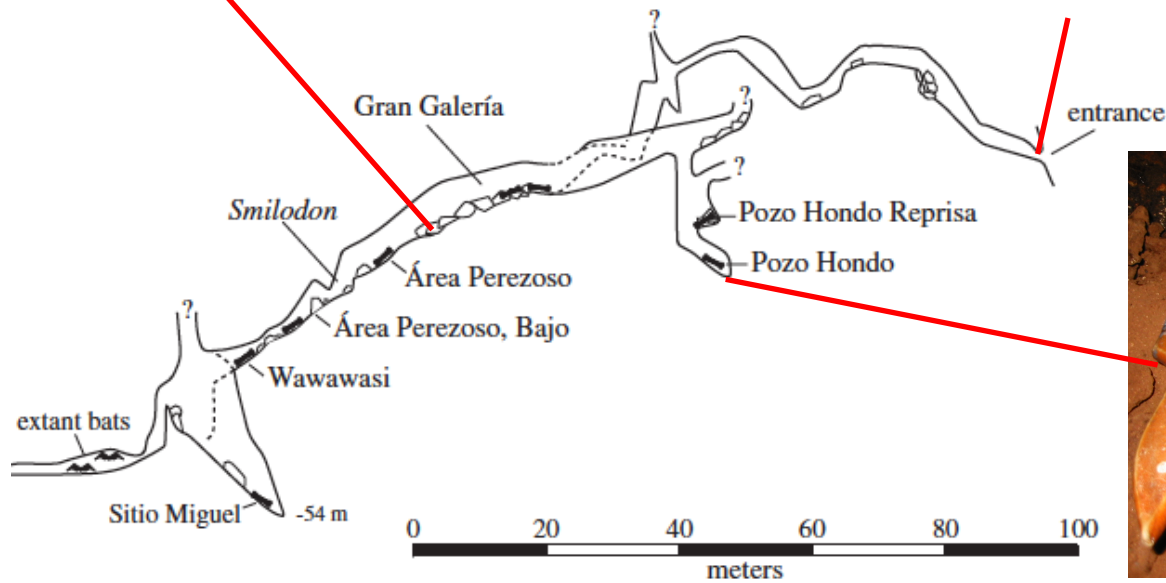 ?
Gran Galería
?
entrance
?
Smilodon
Pozo Hondo Reprisa
Pozo Hondo
Área Perezoso
?
Área Perezoso, Bajo
Wawawasi
extant bats
Sitio Miguel
-54 m
0 20 40 60 80 100
meters